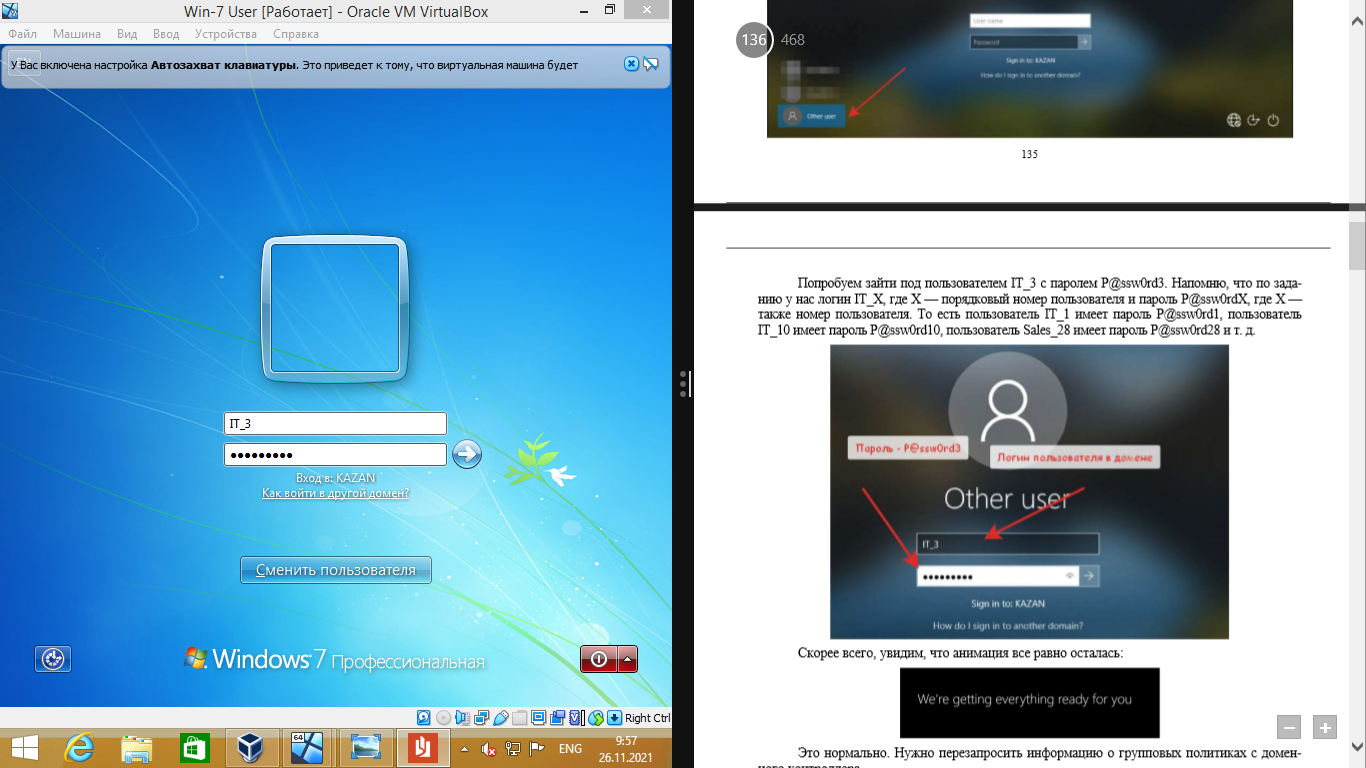 Win-7 User [Работает] - Oracle VM VirtualBox
Файл Машина Вид Ввод Устройства Справка
У Вас включена настройка Автозахват клавиатуры. Это приведет к тому, что виртуальная машина будет
IT_3
Вход в: KAZAN
Как войти в другой домен?
Сменить пользователя
Windows 7 Профессиональная
Right Ctrl
64
ENG
9:57
26.11.2021
136 468
User name
Password
Sign in to: KAZAN
How do I sign in to another domain?
Other user
135
Попробуем зайти под пользователем IT_3 с паролем P@ssw0rd3. Напомню, что по зада-
нию у нас логин IT_X, где X — порядковый номер пользователя и пароль P@ssw0rdX, где X —
также номер пользователя. То есть пользователь IT_1 имеет пароль P@ssw0rd1, пользователь
IT_10 имеет пароль P@ssw0rd10, пользователь Sales_28 имеет пароль P@ssw0rd28 и т. д.
Пароль - P@ssw0rd3
Логин пользователя в домене
Other user
IT_3
Sign in to: KAZAN
How do I sign in to another domain?
Скорее всего, увидим, что анимация все равно осталась:
We're getting everything ready for you
Это нормально. Нужно перезапросить информацию о групповых политиках с домен-
ного контроллера